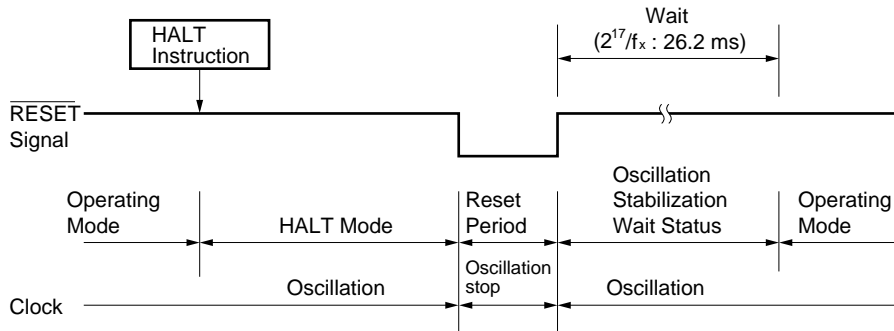 Wait
(2¹⁷/fx : 26.2 ms)
HALT
Instruction
RESET
Signal
Operating
Mode
HALT Mode
Reset
Period
Oscillation
Stabilization
Wait Status
Operating
Mode
Clock
Oscillation
Oscillation
stop
Oscillation